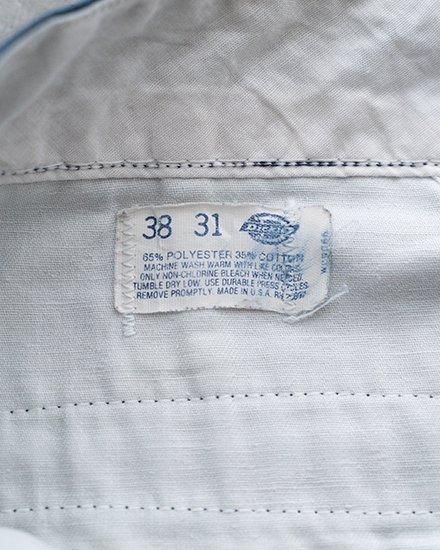 38 31 Dickies
65% POLYESTER 35% COTTON
MACHINE WASH WARM WITH LIKE COLORS
ONLY NON-CHLORINE BLEACH WHEN NEEDED
TUMBLE DRY LOW. USE DURABLE PRESS CYCLES
REMOVE PROMPTLY. MADE IN U.S.A. RN